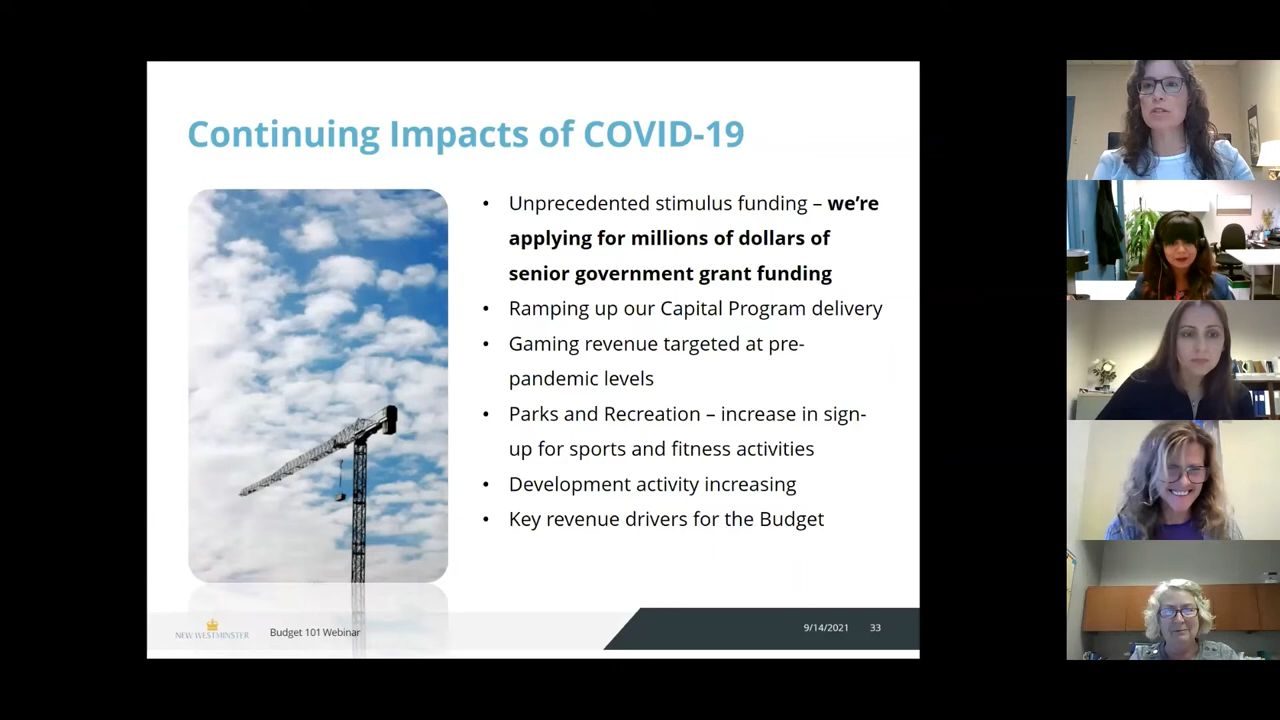 Continuing Impacts of COVID-19
• Unprecedented stimulus funding – we’re
applying for millions of dollars of
senior government grant funding
• Ramping up our Capital Program delivery
• Gaming revenue targeted at pre-
pandemic levels
• Parks and Recreation – increase in sign-
up for sports and fitness activities
• Development activity increasing
• Key revenue drivers for the Budget
NEW WESTMINSTER
Budget 101 Webinar
9/14/2021
33